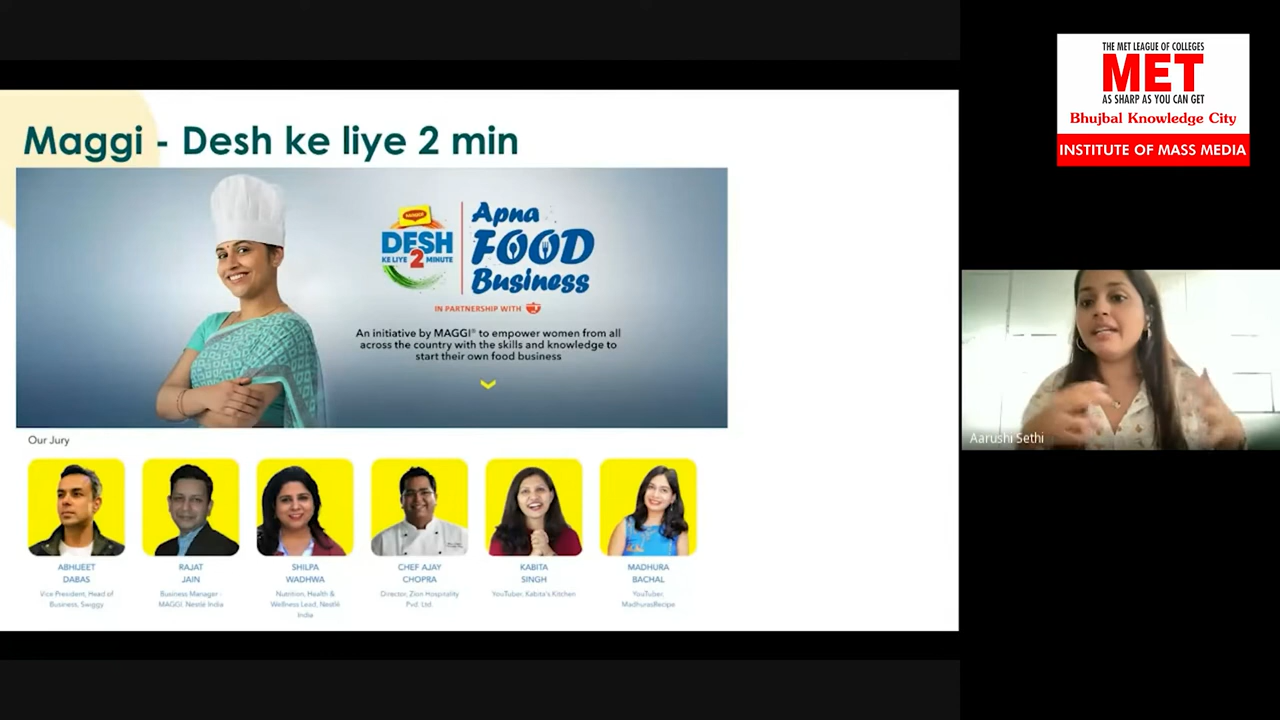 Maggi - Desh ke liye 2 min
MAGGI
DESH
KE LIYE 2 MINUTE
Apna
FOOD
Business
IN PARTNERSHIP WITH
An initiative by MAGGI® to empower women from all
across the country with the skills and knowledge to
start their own food business
Our Jury
ABHIJEET
DABAS
Vice President, Head of
Business, Swiggy
RAJAT
JAIN
Business Manager -
MAGGI, Nestlé India
SHILPA
WADHWA
Nutrition, Health &
Wellness Lead, Nestlé
India
CHEF AJAY
CHOPRA
Director, Zion Hospitality
Pvt. Ltd.
KABITA
SINGH
YouTuber, Kabita's Kitchen
MADHURA
BACHAL
YouTuber,
MadhurasRecipe
THE MET LEAGUE OF COLLEGES
MET
AS SHARP AS YOU CAN GET
Bhujbal Knowledge City
INSTITUTE OF MASS MEDIA
Aarushi Sethi